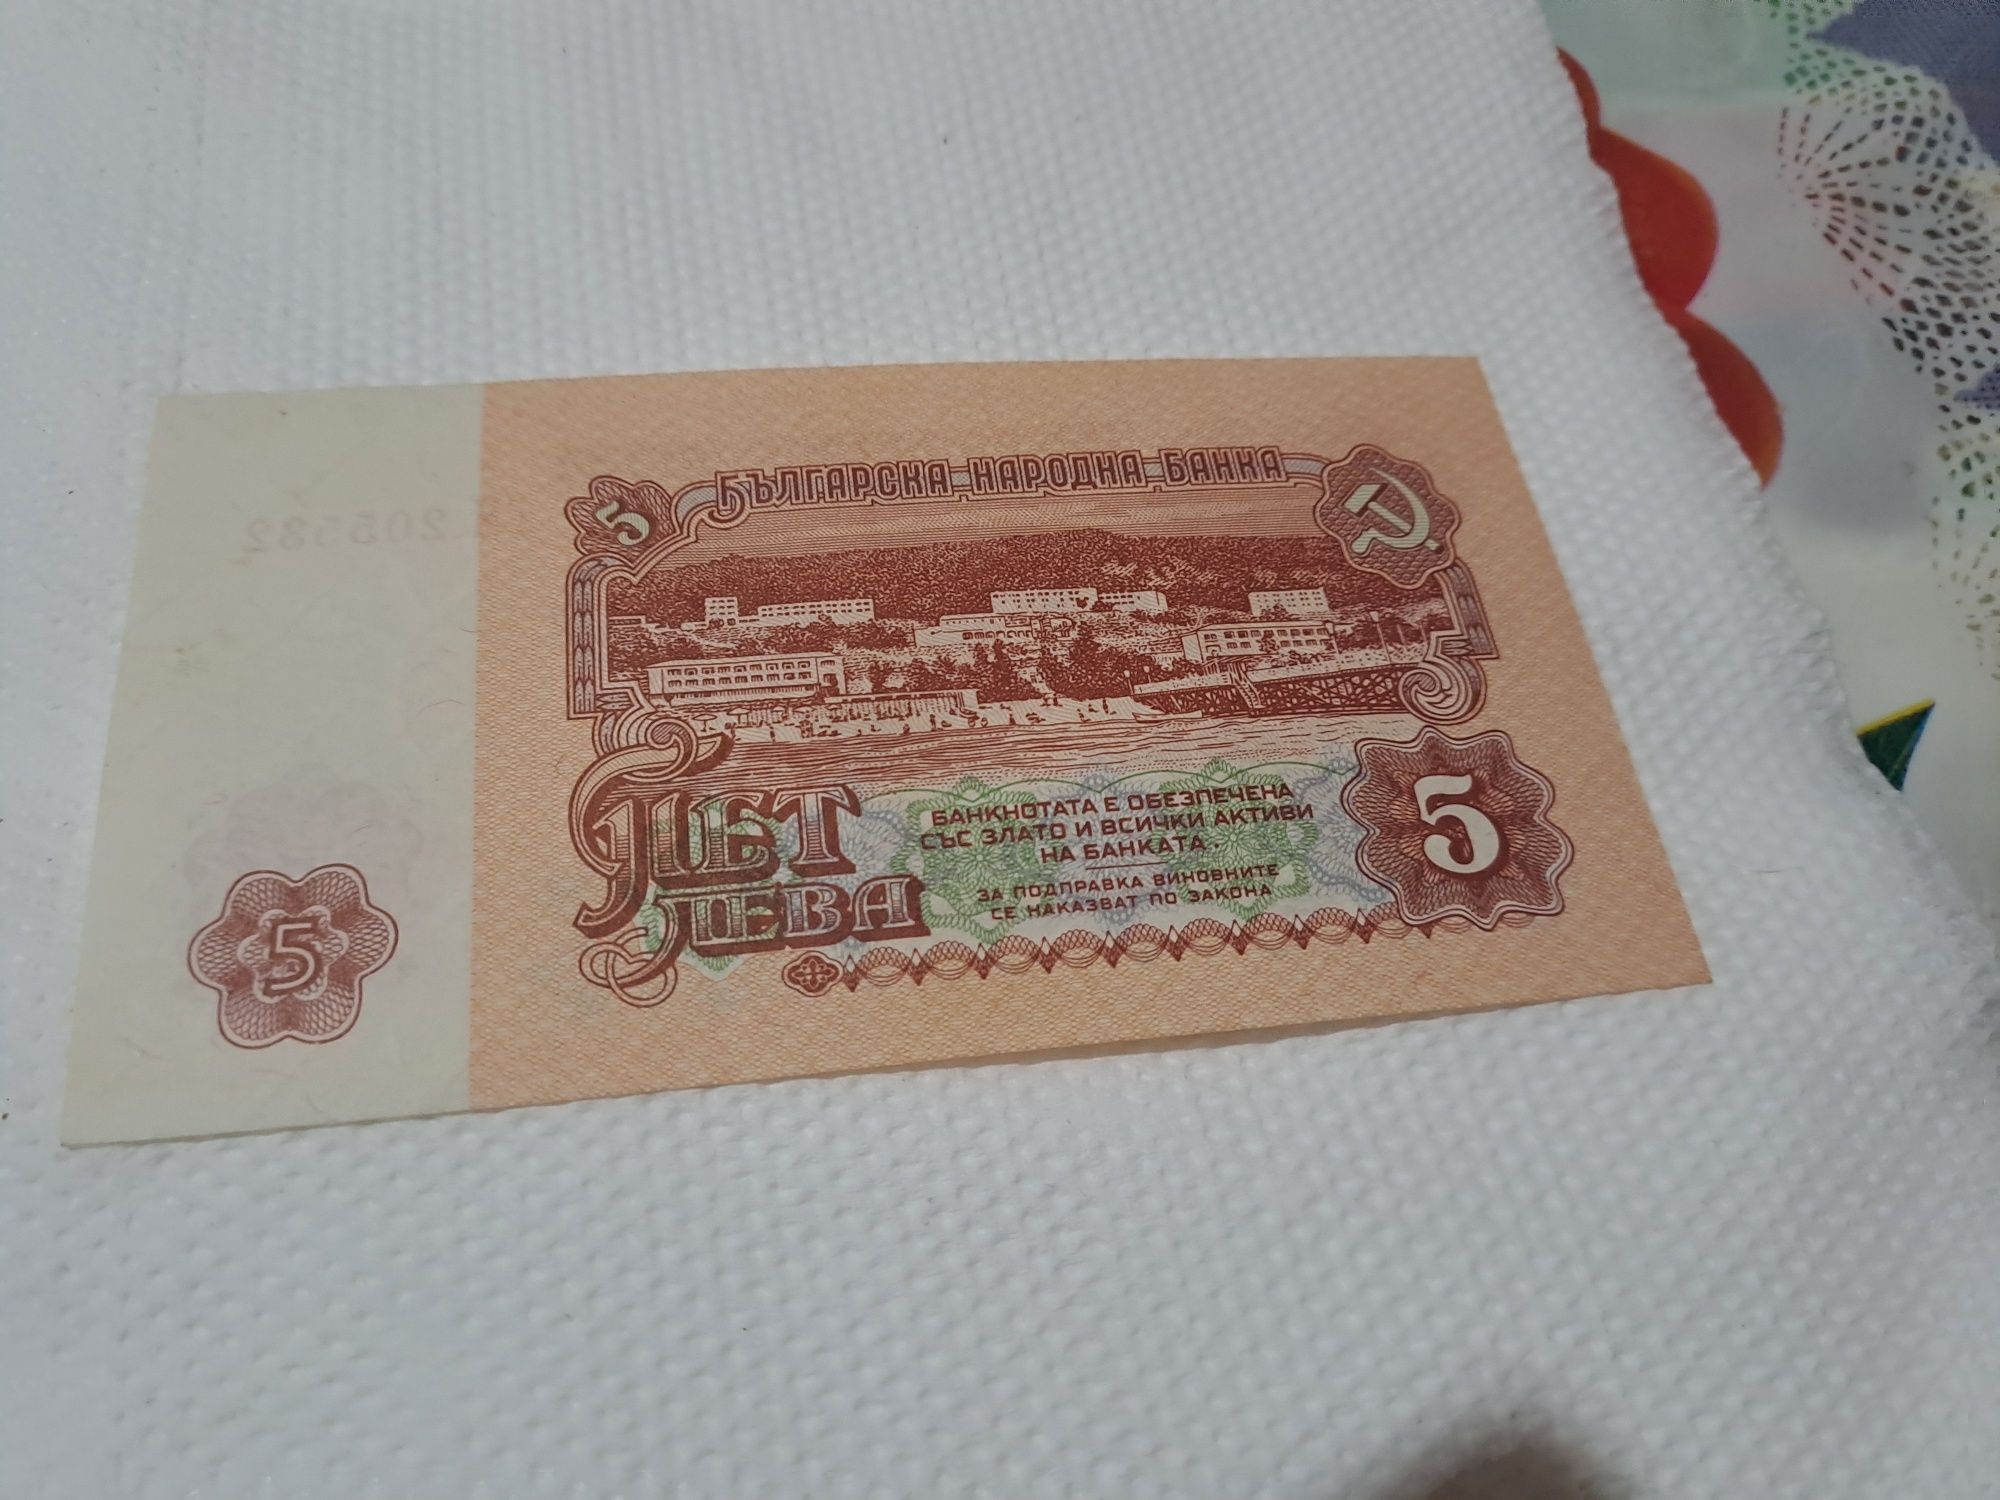 БЪЛГАРСКА НАРОДНА БАНКА
5
ПЕТ
ЛЕВА
БАНКНОТАТА Е ОБЕЗПЕЧЕНА
СЪС ЗЛАТО И ВСИЧКИ АКТИВИ
НА БАНКАТА.
ЗА ПОДПРАВКА ВИНОВНИТЕ
СЕ НАКАЗВАТ ПО ЗАКОНА
5
5